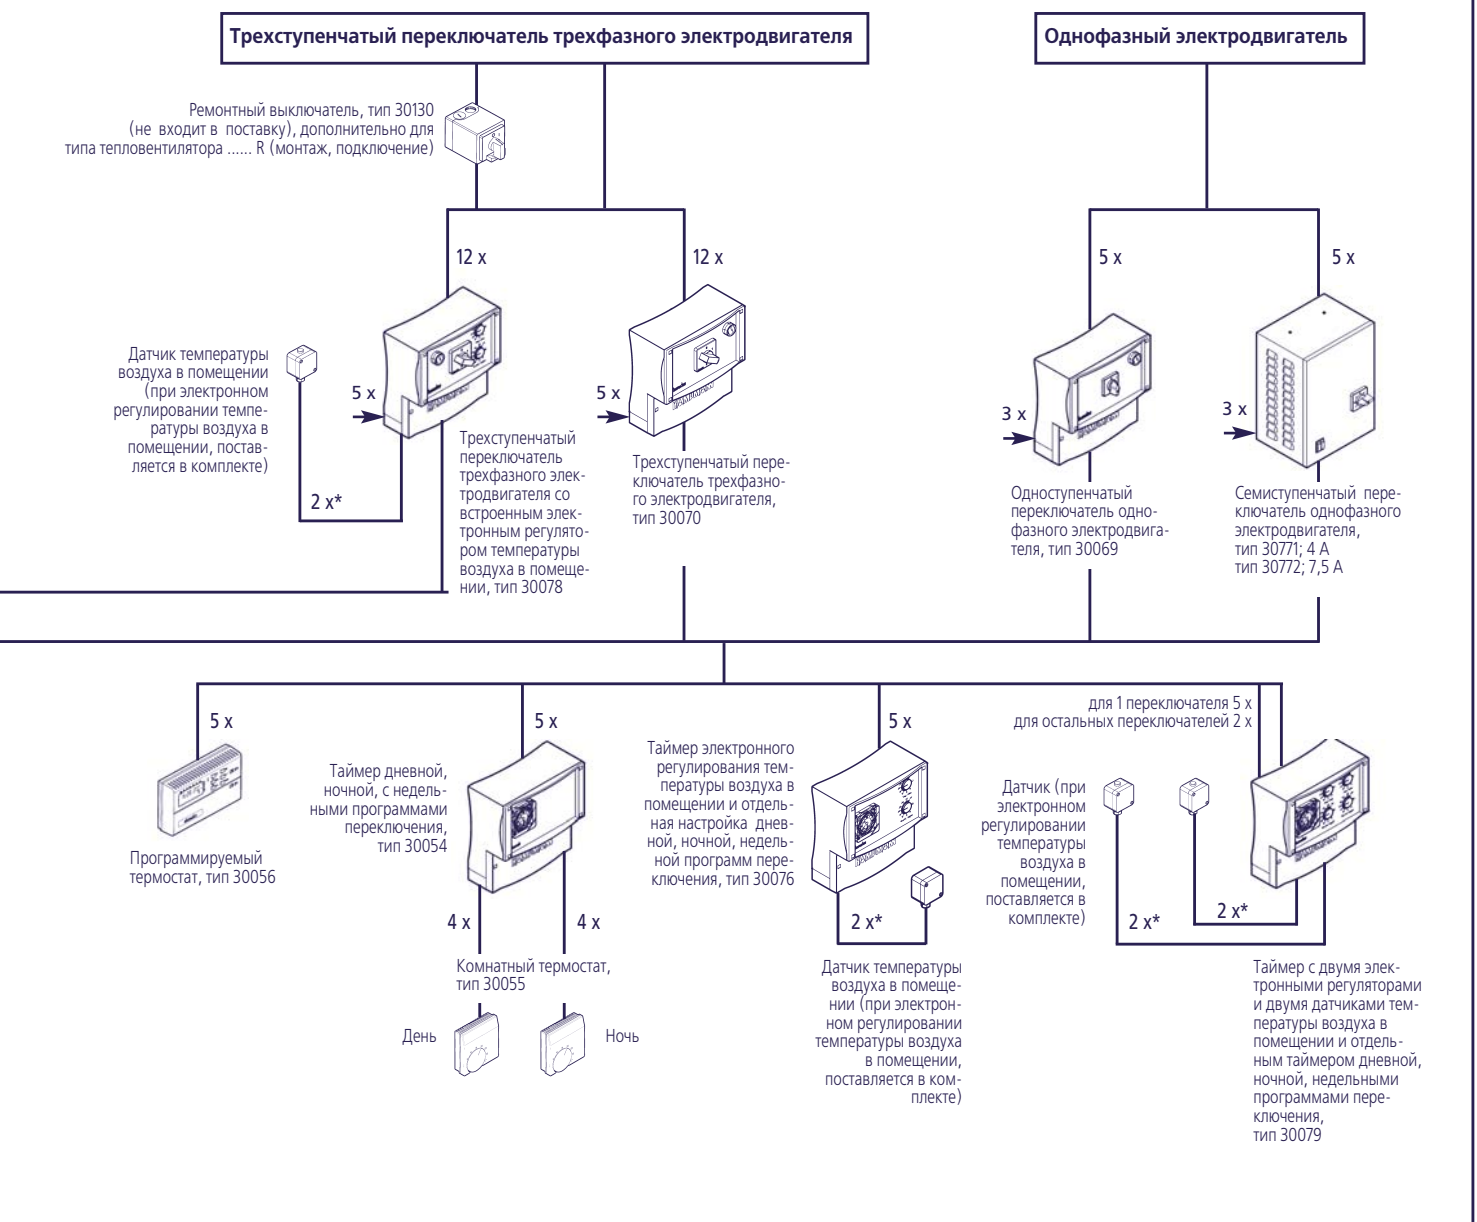 Трехступенчатый переключатель трехфазного электродвигателя
Однофазный электродвигатель
Ремонтный выключатель, тип 30130
(не входит в поставку), дополнительно для
типа тепловентилятора ...... R (монтаж, подключение)
12 x
12 x
5 x
5 x
Датчик температуры
воздуха в помещении
(при электронном
регулировании темпе-
ратуры воздуха в
помещении, постав-
ляется в комплекте)
5 x
5 x
3 x
3 x
2 x*
Трехступенчатый
переключатель
трехфазного элек-
тродвигателя со
встроенным элек-
тронным регулято-
ром температуры
воздуха в помеще-
нии, тип 30078
Трехступенчатый пере-
ключатель трехфазно-
го электродвигателя,
тип 30070
Одноступенчатый
переключатель одно-
фазного электродвига-
теля, тип 30069
Семиступенчатый пере-
ключатель однофазного
электродвигателя,
тип 30771; 4 A
тип 30772; 7,5 A
5 x
5 x
5 x
для 1 переключателя 5 x
для остальных переключателей 2 x
Программируемый
термостат, тип 30056
Таймер дневной,
ночной, с недель-
ными программами
переключения,
тип 30054
Таймер электронного
регулирования тем-
пературы воздуха в
помещении и отдель-
ная настройка днев-
ной, ночной, недель-
ной программ пере-
ключения, тип 30076
Датчик (при
электронном
регулировании
температуры
воздуха в
помещении,
поставляется в
комплекте)
4 x
4 x
2 x*
2 x*
2 x*
Комнатный термостат,
тип 30055
День
Ночь
Датчик температуры
воздуха в помеще-
нии (при электрон-
ном регулировании
температуры воздуха
в помещении,
поставляется в ком-
плекте)
Таймер с двумя элек-
тронными регуляторами
и двумя датчиками тем-
пературы воздуха в
помещении и отдель-
ным таймером дневной,
ночной, недельными
программами пере-
ключения,
тип 30079